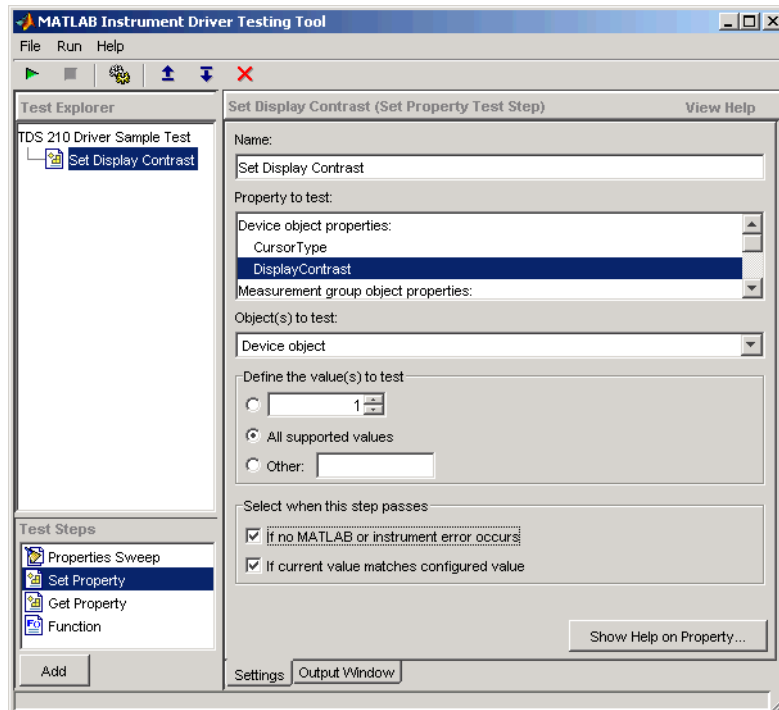 MATLAB Instrument Driver Testing Tool
File Run Help
Test Explorer
TDS 210 Driver Sample Test
Set Display Contrast
Test Steps
Properties Sweep
Set Property
Get Property
Function
Add
Set Display Contrast (Set Property Test Step) View Help
Name:
Set Display Contrast
Property to test:
Device object properties:
CursorType
DisplayContrast
Measurement group object properties:
Object(s) to test:
Device object
Define the value(s) to test
1
All supported values
Other:
Select when this step passes
If no MATLAB or instrument error occurs
If current value matches configured value
Show Help on Property...
Settings Output Window